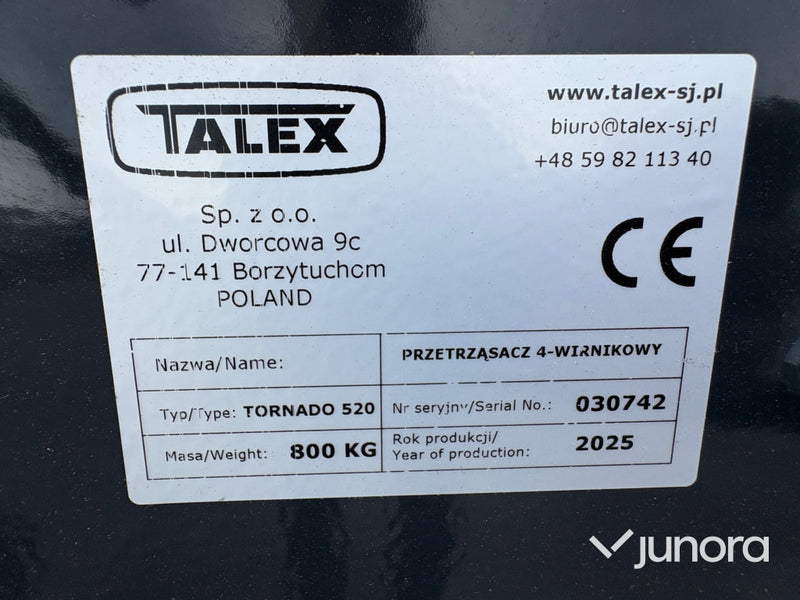 TALEX
www.talex-sj.pl
biuro@talex-sj.pl
+48 59 82 113 40
Sp. z o.o.
ul. Dworcowa 9c
77-141 Borzytuchom
POLAND
CE
Nazwa/Name: PRZETRZĄSACZ 4-WIRNIKOWY
Typ/Type: TORNADO 520 Nr seryjny/Serial No.: 030742
Masa/Weight: 800 KG Rok produkcji/
Year of production: 2025
junora